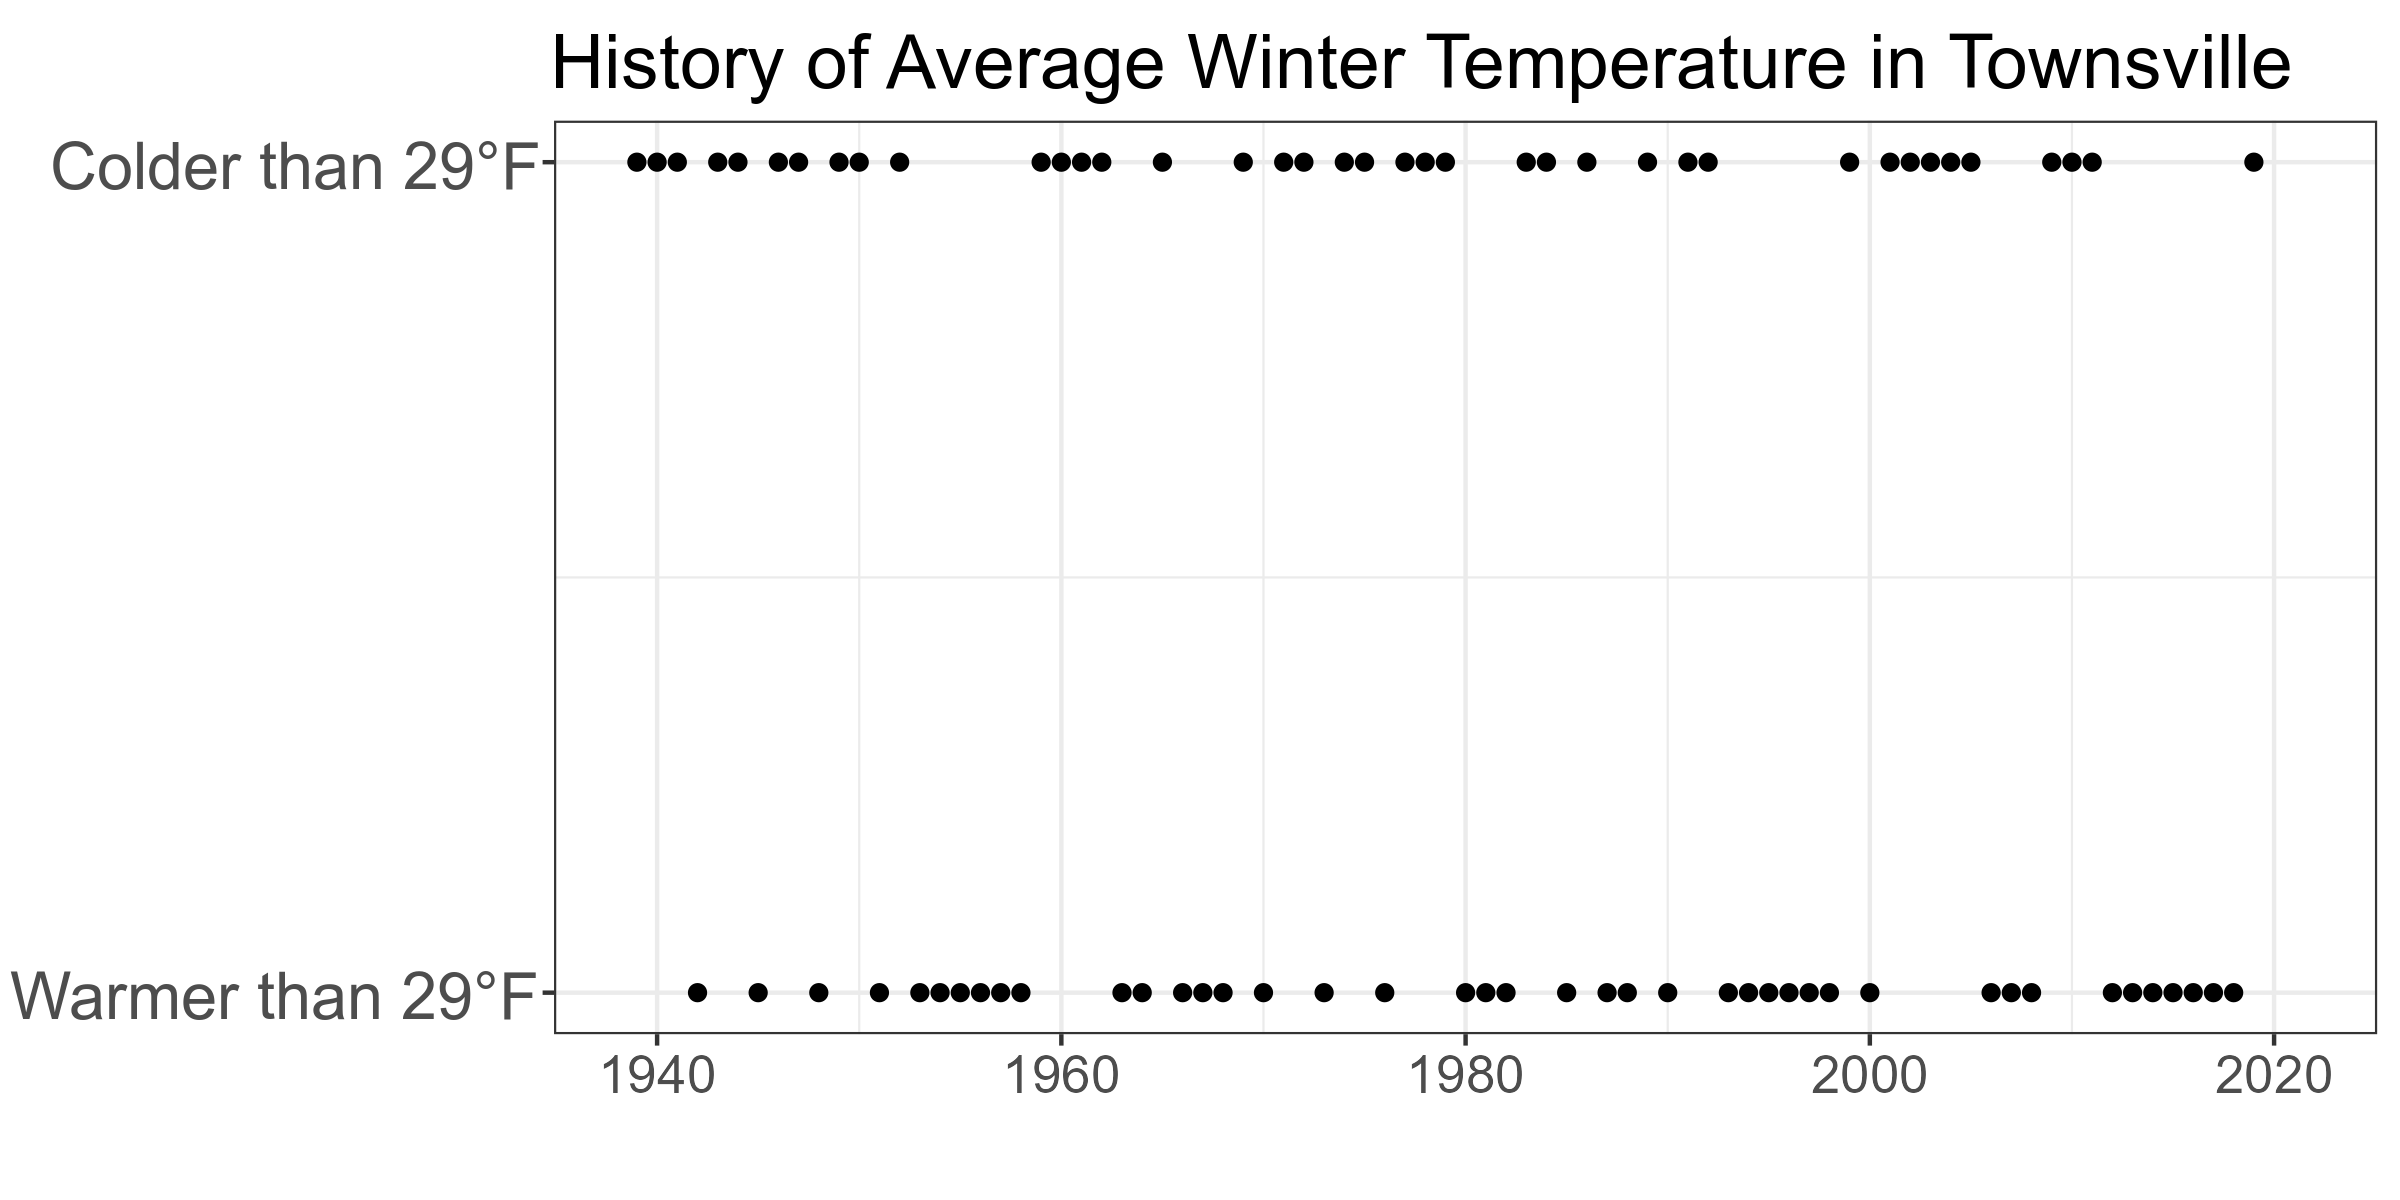 History of Average Winter Temperature in Townsville
Colder than 29°F
Warmer than 29°F
1940 1960 1980 2000 2020